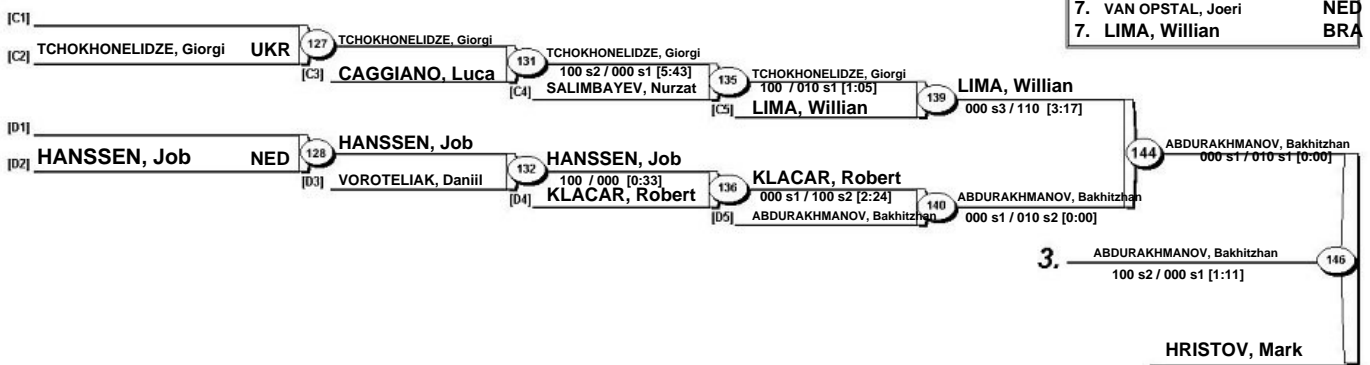 7. VAN OPSTAL, Joeri NED
7. LIMA, Willian BRA
[C1]
[C2] TCHOKHONELIDZE, Giorgi UKR
127
TCHOKHONELIDZE, Giorgi
[C3] CAGGIANO, Luca
131
TCHOKHONELIDZE, Giorgi
100 s2 / 000 s1 [5:43]
[C4] SALIMBAYEV, Nurzat
135
TCHOKHONELIDZE, Giorgi
100 / 010 s1 [1:05]
[C5] LIMA, Willian
139
LIMA, Willian
000 s3 / 110 [3:17]
[D1]
[D2] HANSSEN, Job NED
128
HANSSEN, Job
[D3] VOROTELIAK, Daniil
132
HANSSEN, Job
100 / 000 [0:33]
[D4] KLACAR, Robert
136
KLACAR, Robert
000 s1 / 100 s2 [2:24]
[D5] ABDURAKHMANOV, Bakhitzhan
140
ABDURAKHMANOV, Bakhitzhan
000 s1 / 010 s2 [0:00]
144
ABDURAKHMANOV, Bakhitzhan
000 s1 / 010 s1 [0:00]
3. ABDURAKHMANOV, Bakhitzhan
100 s2 / 000 s1 [1:11]
146
HRISTOV, Mark